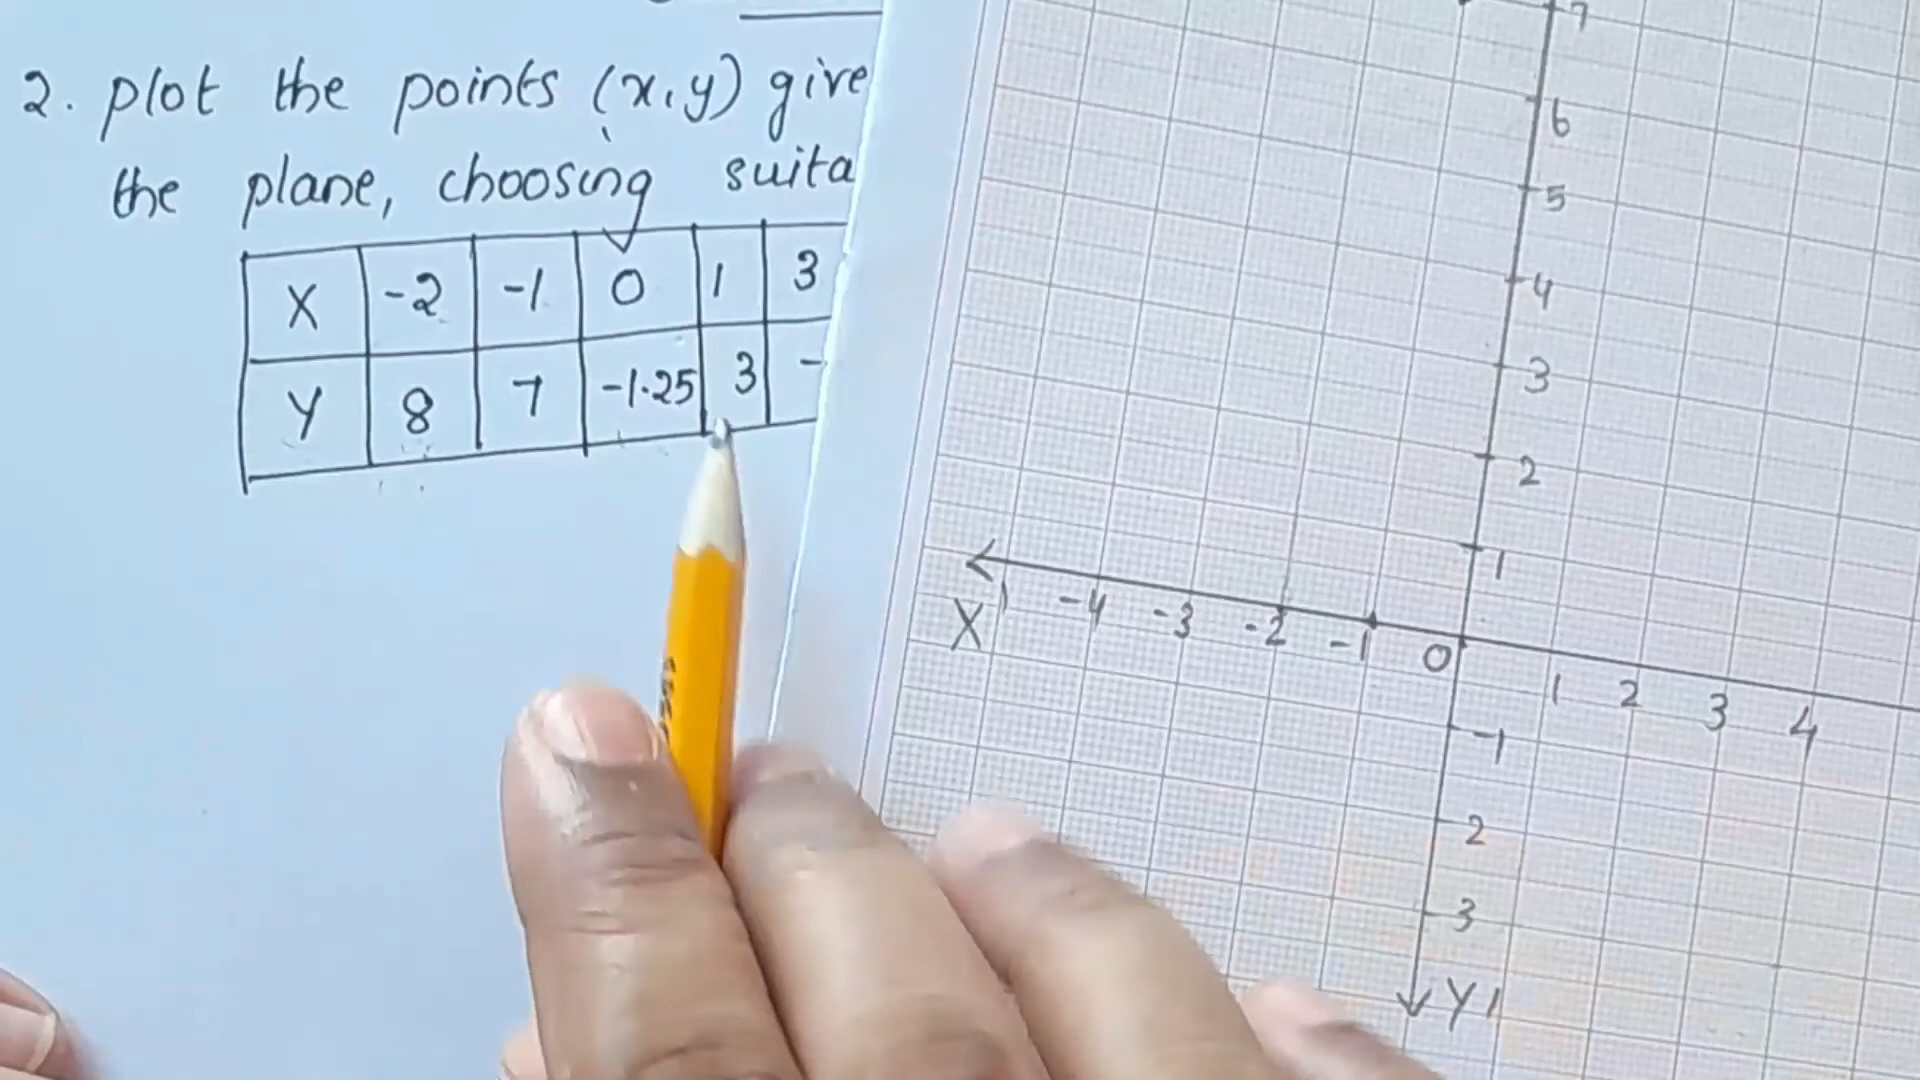 2. plot the points (x,y) give
the plane, choosing suita
X -2 -1 0 1 3
Y 8 7 -1.25 3 -
7
6
5
4
3
2
1
X' -4 -3 -2 -1 0 1 2 3 4
-1
-2
-3
Y'